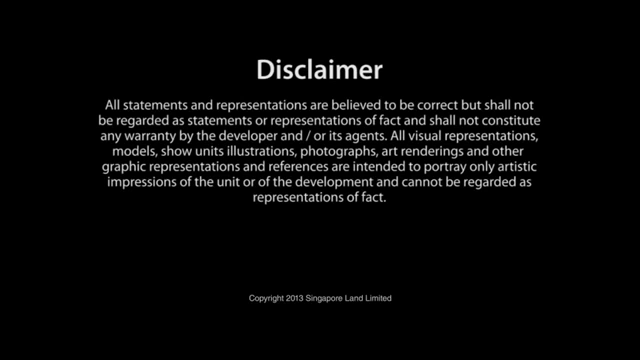 Disclaimer
All statements and representations are believed to be correct but shall not
be regarded as statements or representations of fact and shall not constitute
any warranty by the developer and / or its agents. All visual representations,
models, show units illustrations, photographs, art renderings and other
graphic representations and references are intended to portray only artistic
impressions of the unit or of the development and cannot be regarded as
representations of fact.
Copyright 2013 Singapore Land Limited